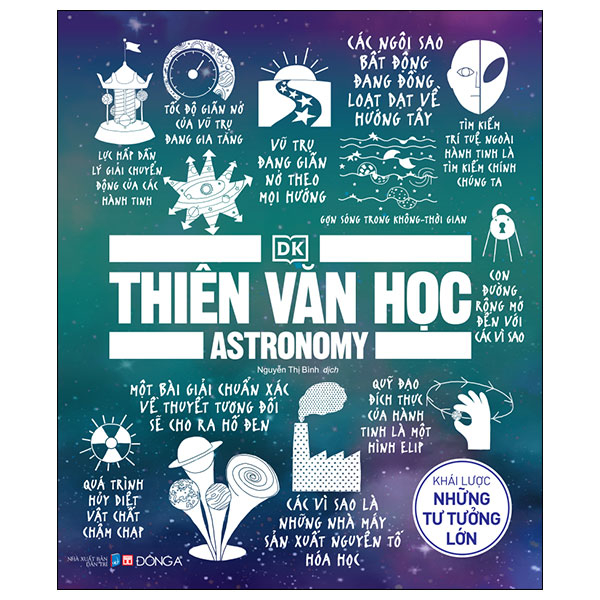 CÁC NGÔI SAO
BẤT ĐỘNG
ĐANG ĐỒNG
LOẠT DẠT VỀ
HƯỚNG TÂY
TỐC ĐỘ GIÃN NỞ
CỦA VŨ TRỤ
ĐANG GIA TĂNG
LỰC HẤP DẪN
LÝ GIẢI CHUYỂN
ĐỘNG CỦA CÁC
HÀNH TINH
VŨ TRỤ
ĐANG GIÃN
NỞ THEO
MỌI HƯỚNG
TÌM KIẾM
TRÍ TUỆ NGOÀI
HÀNH TINH LÀ
TÌM KIẾM CHÍNH
CHÚNG TA
GỢN SÓNG TRONG KHÔNG-THỜI GIAN
DK
THIÊN VĂN HỌC
ASTRONOMY
Nguyễn Thị Bình dịch
CON
ĐƯỜNG
RỘNG MỞ
ĐẾN VỚI
CÁC VÌ SAO
MỘT BÀI GIẢI CHUẨN XÁC
VỀ THUYẾT TƯƠNG ĐỐI
SẼ CHO RA HỐ ĐEN
QUỸ ĐẠO
ĐÍCH THỰC
CỦA HÀNH
TINH LÀ MỘT
HÌNH ELIP
QUÁ TRÌNH
HỦY DIỆT
VẬT CHẤT
CHẬM CHẠP
CÁC VÌ SAO LÀ
NHỮNG NHÀ MÁY
SẢN XUẤT NGUYÊN TỐ
HÓA HỌC
KHÁI LƯỢC
NHỮNG
TƯ TƯỞNG
LỚN
NHÀ XUẤT BẢN
DÂN TRÍ
ĐÔNG A